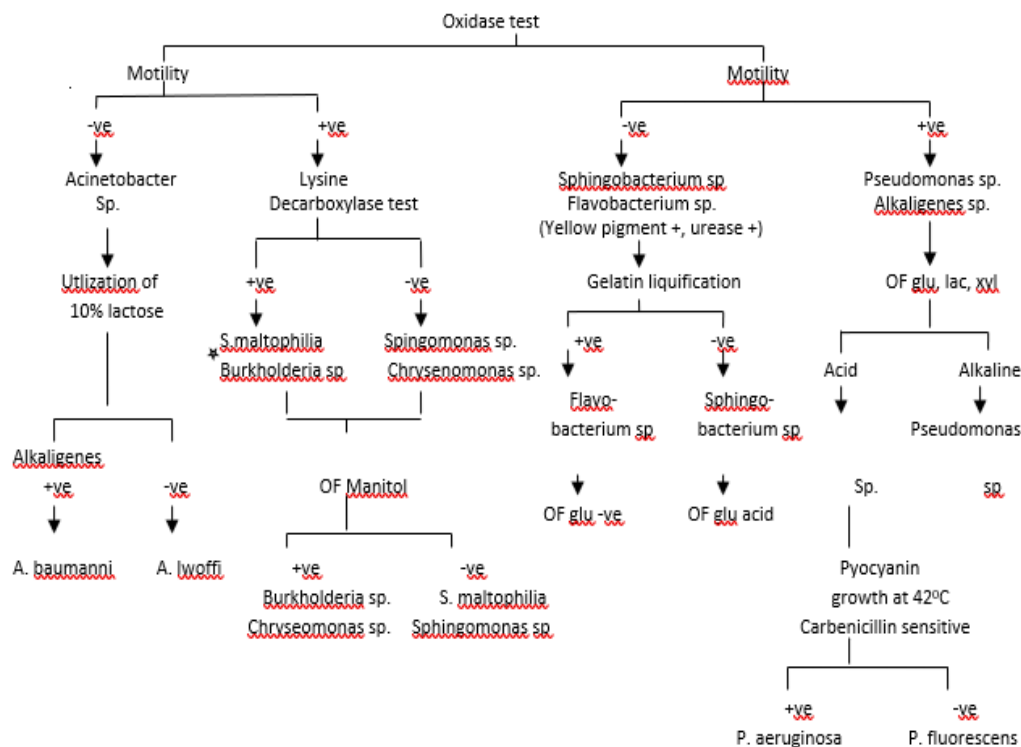 Oxidase test
Motility
Motility
-ve
+ve
-ve
+ve
Acinetobacter
Sp.
Lysine
Decarboxylase test
Sphingobacterium sp
Flavobacterium sp.
(Yellow pigment +, urease +)
Pseudomonas sp.
Alkaligenes sp.
Utlization of
10% lactose
+ve
-ve
Gelatin liquification
OF glu, lac, xyl
S.maltophilia
Burkholderia sp
Spingomonas sp.
Chrysenomonas sp.
+ve
-ve
Acid
Alkaline
Flavo-
bacterium sp
Sphingo-
bacterium sp
Pseudomonas
Alkaligenes
+ve
-ve
OF Manitol
OF glu -ve
OF glu acid
Sp.
sp
A. baumanni
A. lwoffi
+ve
-ve
Burkholderia sp.
Chryseomonas sp.
S. maltophilia
Sphingomonas sp
Pyocyanin
growth at 42⁰C
Carbenicillin sensitive
+ve
-ve
P. aeruginosa
P. fluorescens